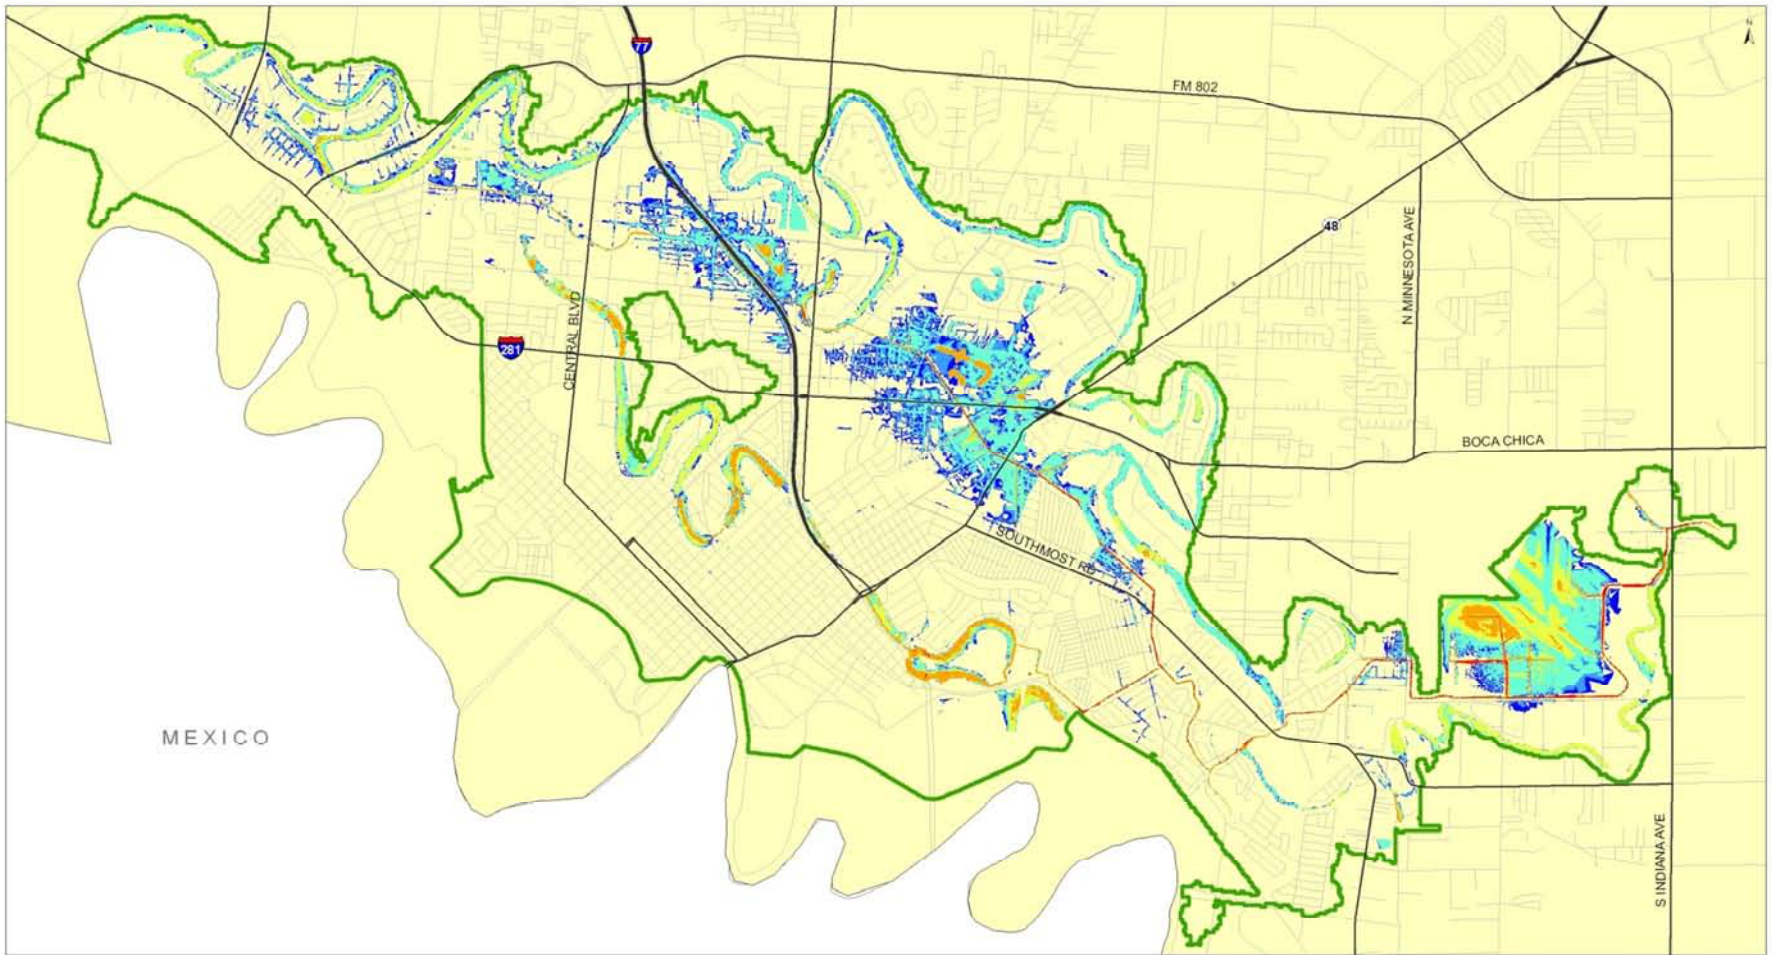 N
77
FM 802
48
N MINNESOTA AVE
281
CENTRAL BLVD
BOCA CHICA
SOUTHMOST RD
MEXICO
S INDIANA AVE